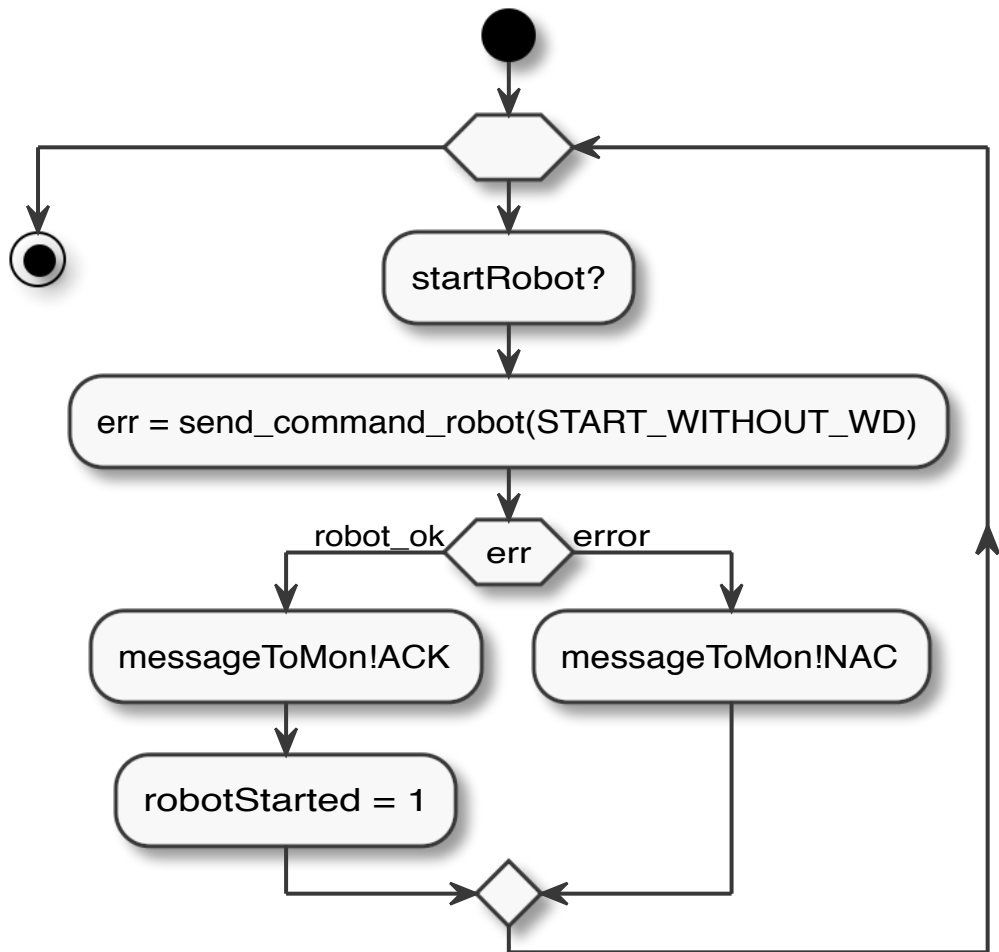 startRobot?
err = send_command_robot(START_WITHOUT_WD)
robot_ok
err
error
messageToMon!ACK
messageToMon!NAC
robotStarted = 1